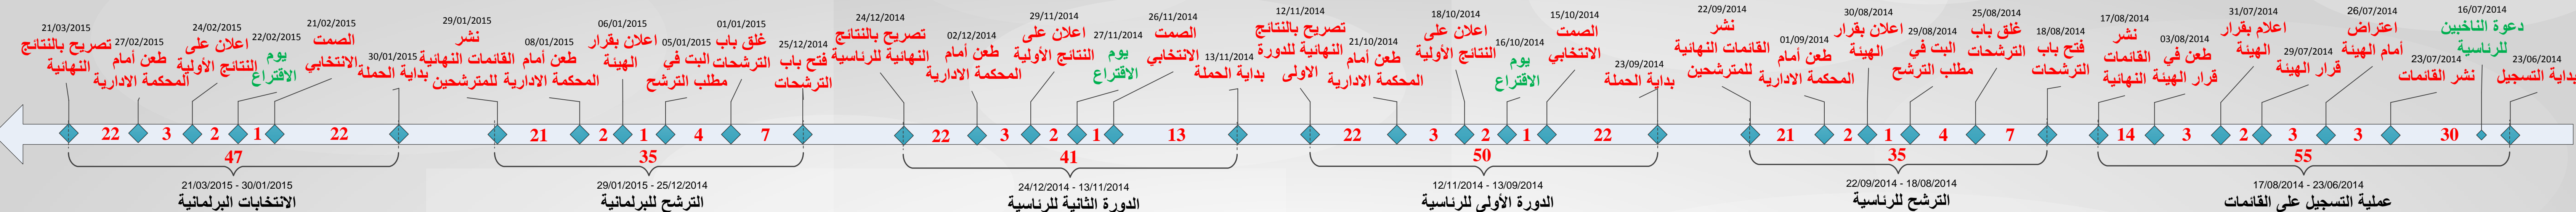 23/06/2014
بداية التسجيل
16/07/2014
دعوة الناخبين
للرئاسية
23/07/2014
نشر القائمات
26/07/2014
اعتراض
أمام الهيئة
29/07/2014
قرار الهيئة
31/07/2014
اعلام بقرار
الهيئة
03/08/2014
طعن في
قرار الهيئة
17/08/2014
نشر
القائمات
النهائية
18/08/2014
فتح باب
الترشحات
25/08/2014
غلق باب
الترشحات
29/08/2014
البت في
مطلب الترشح
30/08/2014
اعلان بقرار
الهيئة
01/09/2014
طعن أمام
المحكمة الادارية
22/09/2014
نشر
القائمات النهائية
للمترشحين
23/09/2014
بداية الحملة
15/10/2014
الصمت
الانتخابي
16/10/2014
يوم
الاقتراع
18/10/2014
اعلان على
النتائج الأولية
21/10/2014
طعن أمام
المحكمة الادارية
12/11/2014
تصريح بالنتائج
النهائية للدورة
الاولى
13/11/2014
بداية الحملة
26/11/2014
الصمت
الانتخابي
27/11/2014
يوم
الاقتراع
29/11/2014
اعلان على
النتائج الأولية
02/12/2014
طعن أمام
المحكمة الادارية
24/12/2014
تصريح بالنتائج
النهائية للرئاسية
25/12/2014
فتح باب
الترشحات
01/01/2015
غلق باب
الترشحات
05/01/2015
البت في
مطلب الترشح
06/01/2015
اعلان بقرار
الهيئة
08/01/2015
طعن أمام
المحكمة الادارية
29/01/2015
نشر
القائمات النهائية
للمترشحين
30/01/2015
بداية الحملة
21/02/2015
الصمت
الانتخابي
22/02/2015
يوم
الاقتراع
24/02/2015
اعلان على
النتائج الأولية
27/02/2015
طعن أمام
المحكمة الادارية
21/03/2015
تصريح بالنتائج
النهائية
30 3 3 2 3 14
7 4 1 2 21
22 1 2 3 22
13 1 2 3 22
7 4 1 2 21
22 1 2 3 22
55
17/08/2014 - 23/06/2014
عملية التسجيل على القائمات
35
22/09/2014 - 18/08/2014
الترشح للرئاسية
50
12/11/2014 - 13/09/2014
الدورة الأولى للرئاسية
41
24/12/2014 - 13/11/2014
الدورة الثانية للرئاسية
35
29/01/2015 - 25/12/2014
الترشح للبرلمانية
47
21/03/2015 - 30/01/2015
الانتخابات البرلمانية